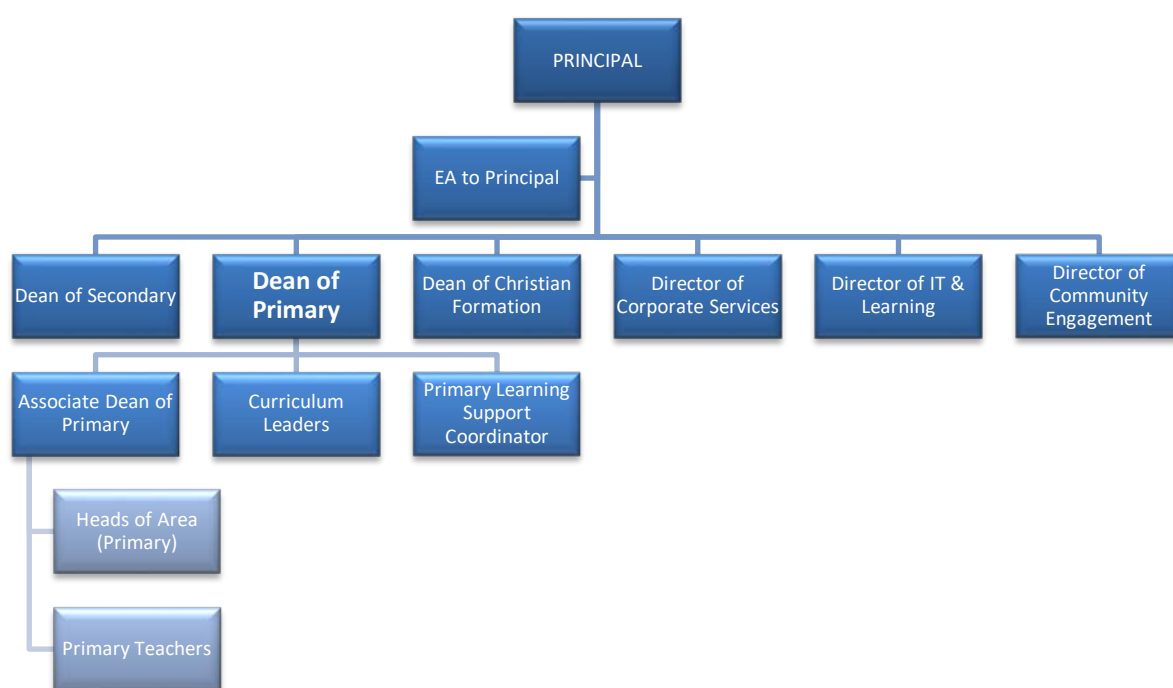 PRINCIPAL
EA to Principal
Dean of Secondary
Dean of
Primary
Dean of Christian
Formation
Director of
Corporate Services
Director of IT &
Learning
Director of
Community
Engagement
Associate Dean of
Primary
Curriculum
Leaders
Primary Learning
Support
Coordinator
Heads of Area
(Primary)
Primary Teachers